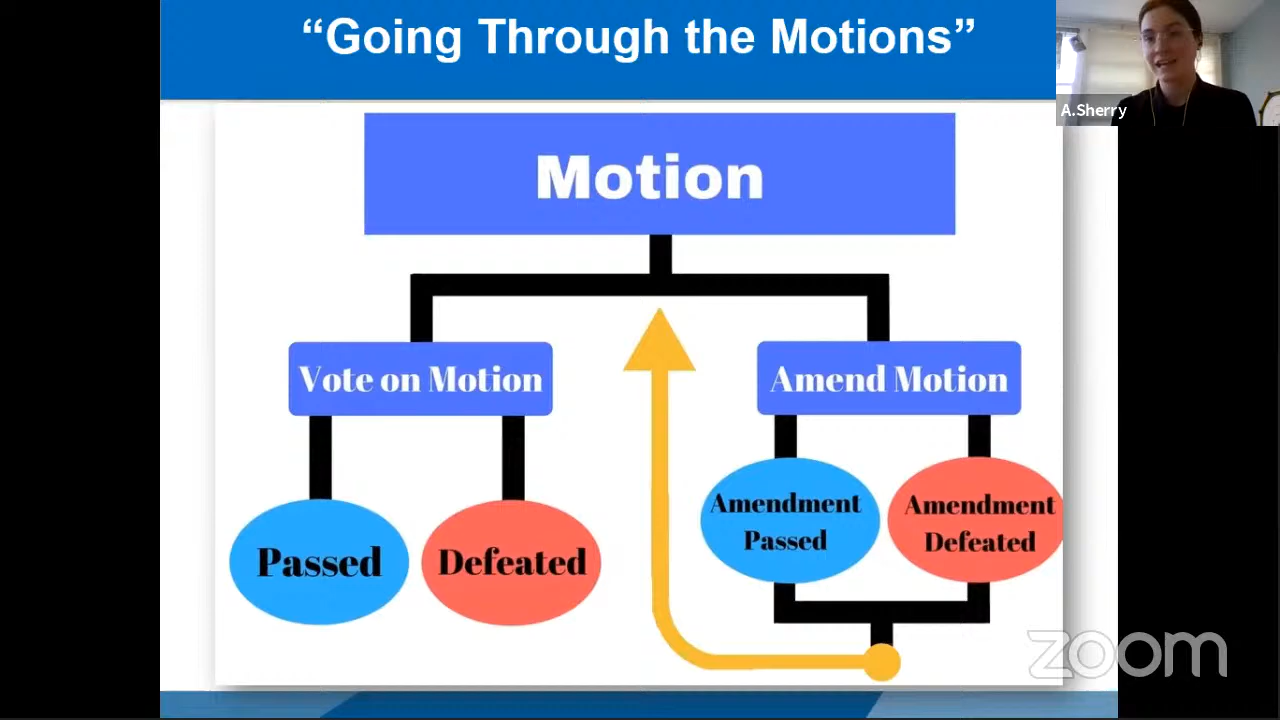 “Going Through the Motions”
A.Sherry
Motion
Vote on Motion
Amend Motion
Amendment
Passed
Amendment
Defeated
Passed
Defeated
zoom